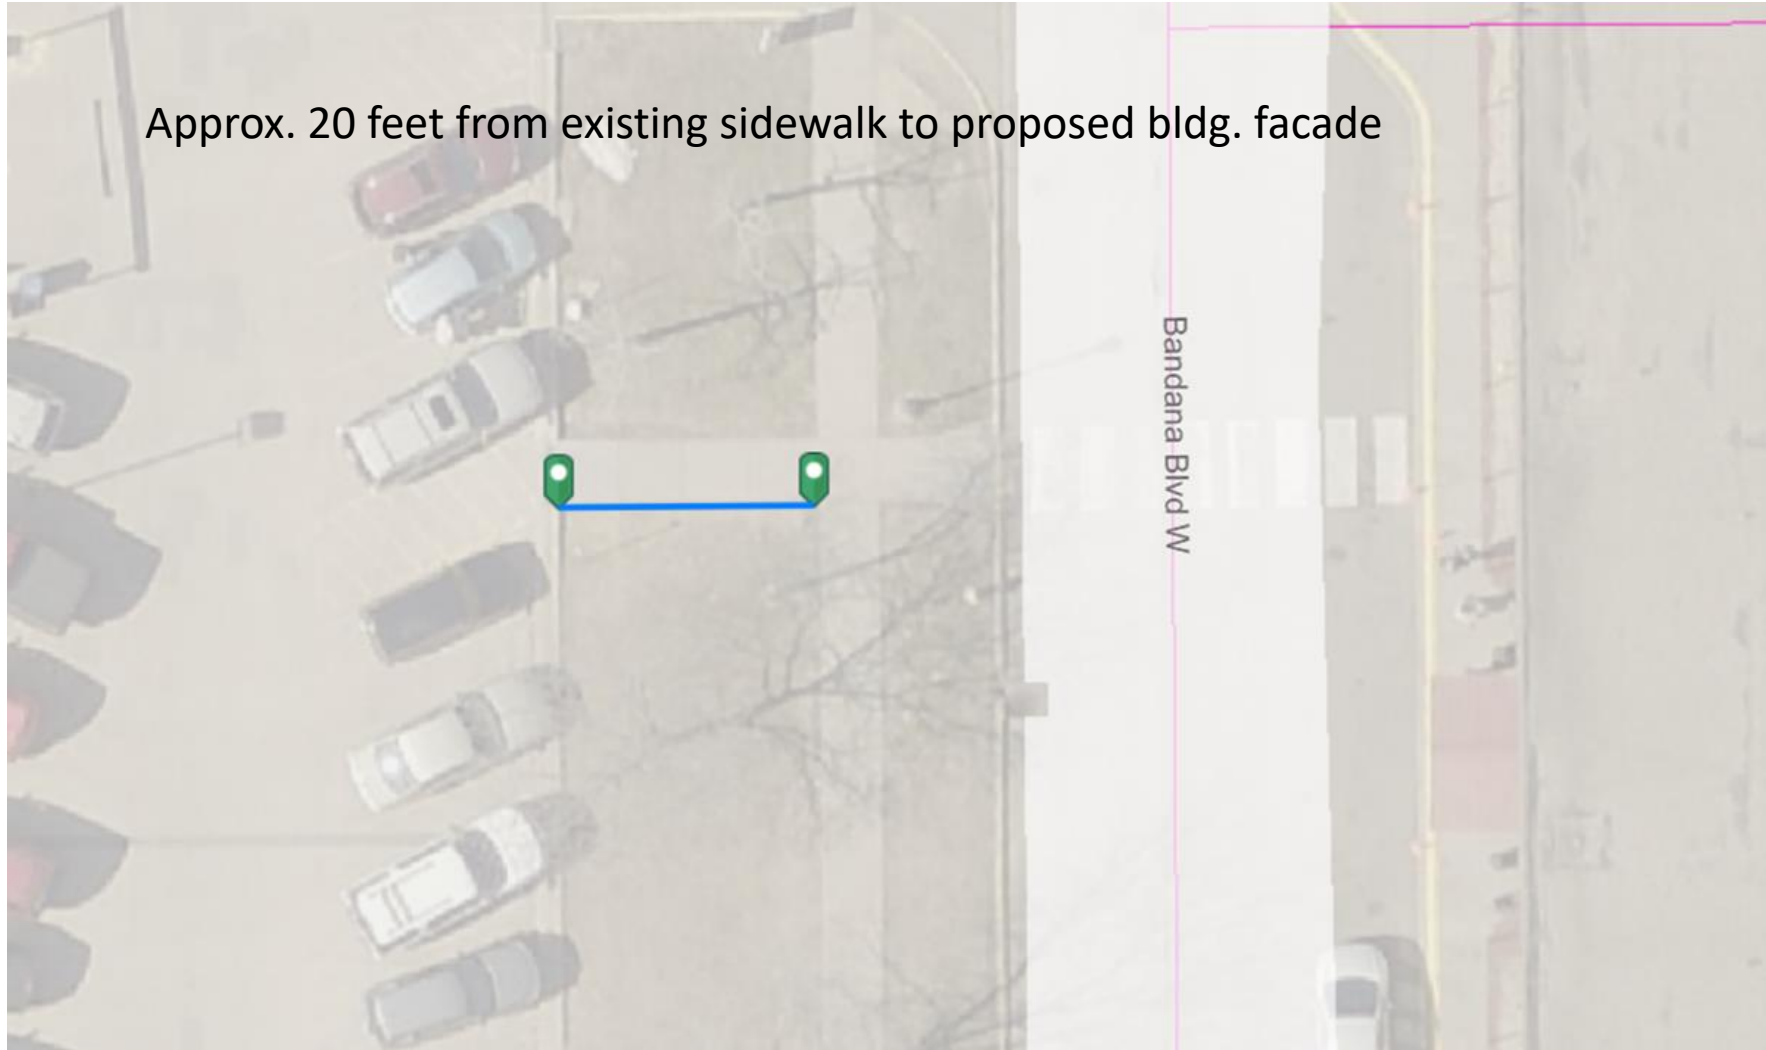 Approx. 20 feet from existing sidewalk to proposed bldg. facade
Bandana Blvd W